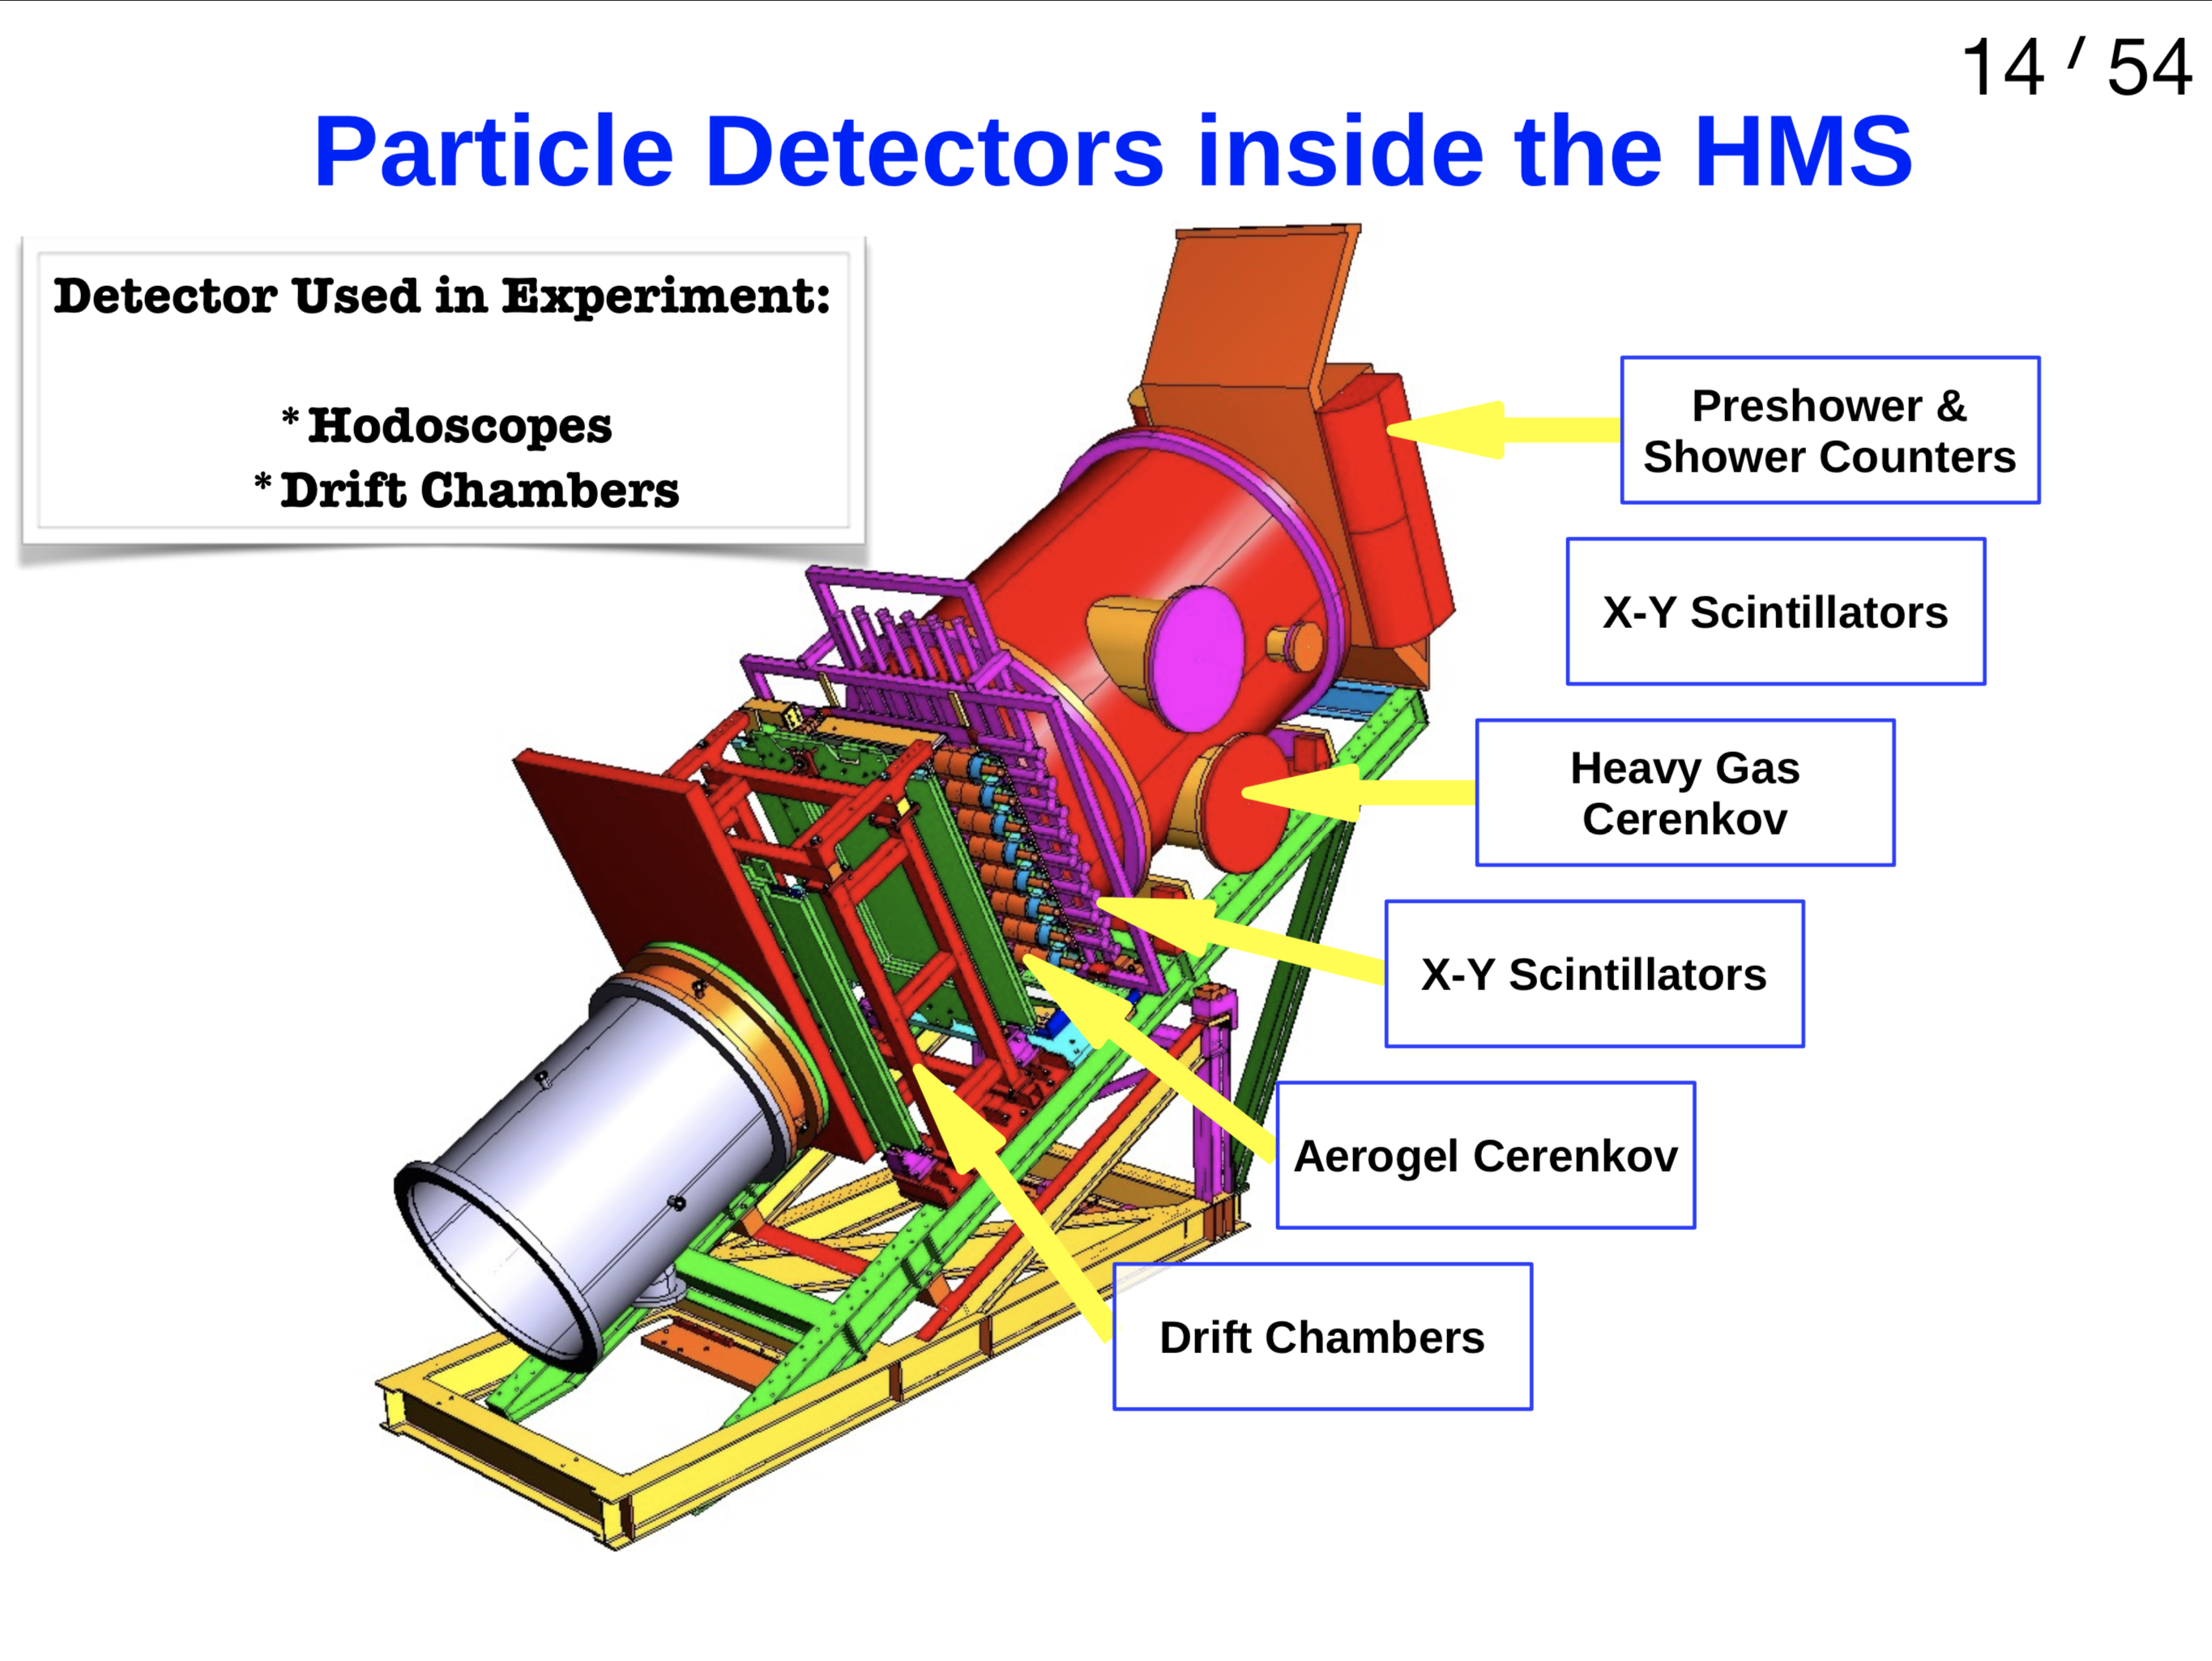 14 / 54
Particle Detectors inside the HMS
Detector Used in Experiment:
* Hodoscopes
* Drift Chambers
Preshower &
Shower Counters
X-Y Scintillators
Heavy Gas
Cerenkov
X-Y Scintillators
Aerogel Cerenkov
Drift Chambers